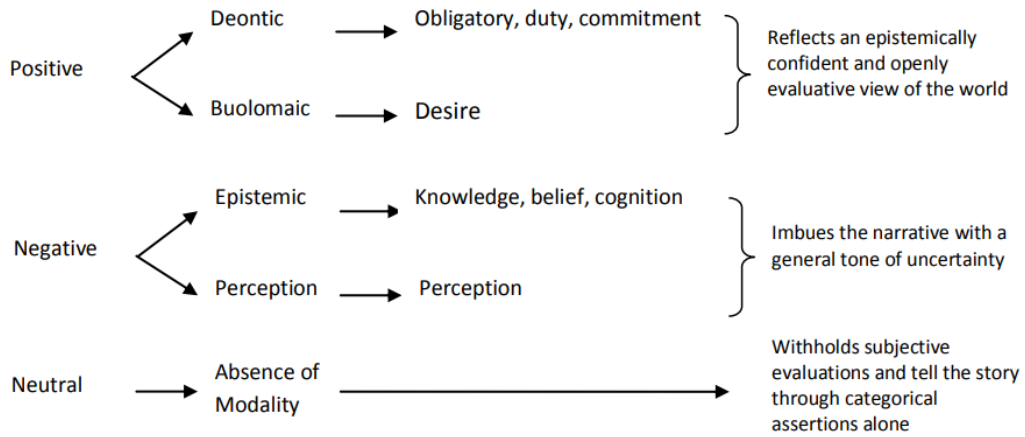 Positive
Deontic
Obligatory, duty, commitment
Buolomaic
Desire
Reflects an epistemically
confident and openly
evaluative view of the world
Negative
Epistemic
Knowledge, belief, cognition
Perception
Perception
Imbues the narrative with a
general tone of uncertainty
Neutral
Absence of
Modality
Withholds subjective
evaluations and tell the story
through categorical
assertions alone